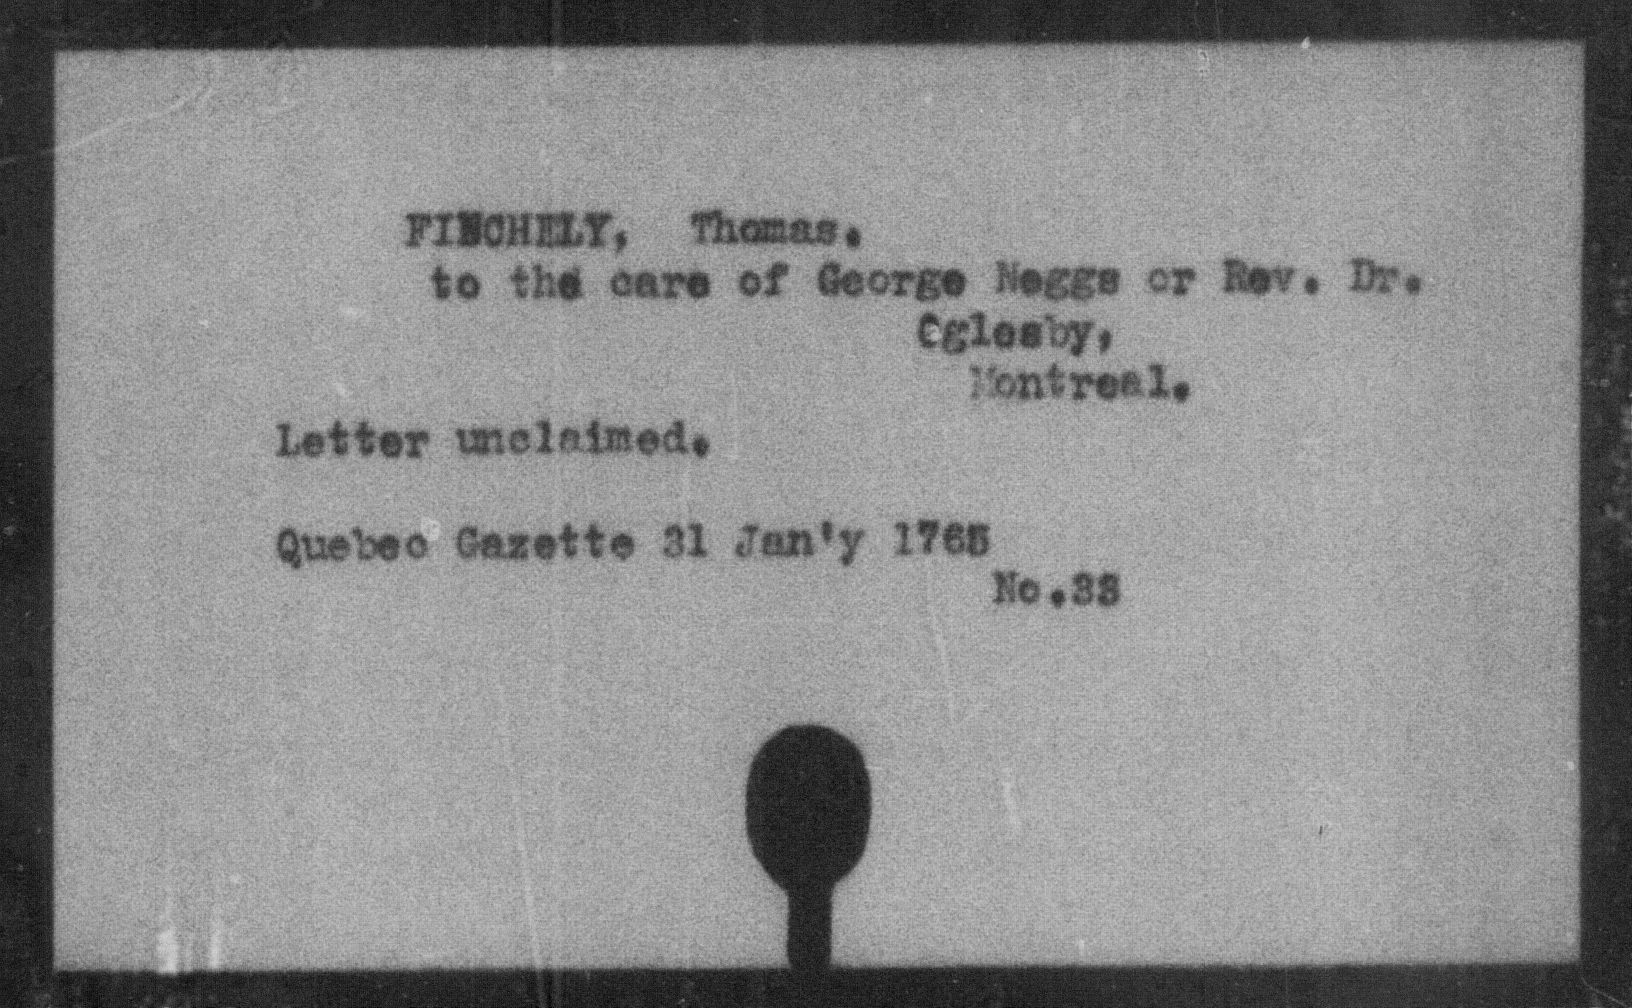 FINCHELY, Thomas.
to the care of George Neggs or Rev. Dr.
Oglesby,
Montreal.
Letter unclaimed.
Quebec Gazette 31 Jan'y 1765
No.33